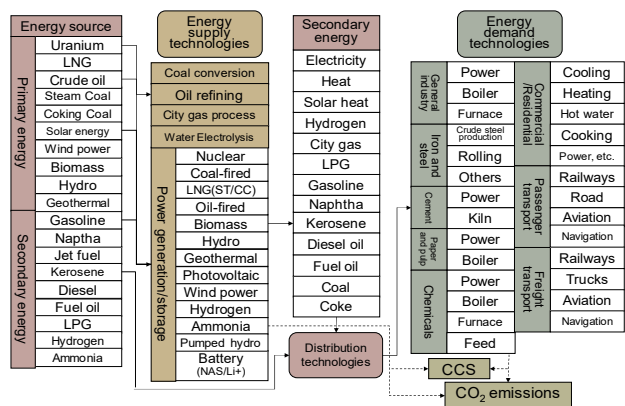 Energy source
Primary energy
Uranium
LNG
Crude oil
Steam Coal
Coking Coal
Solar energy
Wind power
Biomass
Hydro
Geothermal
Secondary energy
Gasoline
Naptha
Jet fuel
Kerosene
Diesel
Fuel oil
LPG
Hydrogen
Ammonia
Energy
supply
technologies
Coal conversion
Oil refining
City gas process
Water Electrolysis
Power generation/storage
Nuclear
Coal-fired
LNG(ST/CC)
Oil-fired
Biomass
Hydro
Geothermal
Photovoltaic
Wind power
Hydrogen
Ammonia
Pumped hydro
Battery
(NAS/Li+)
Secondary
energy
Electricity
Heat
Solar heat
Hydrogen
City gas
LPG
Gasoline
Naphtha
Kerosene
Diesel oil
Fuel oil
Coal
Coke
Distribution
technologies
Energy
demand
technologies
General
industry
Power
Boiler
Furnace
Iron and
steel
Crude steel
production
Rolling
Others
Cement
Power
Kiln
Paper
and pulp
Power
Boiler
Chemicals
Power
Boiler
Furnace
Feed
Commercial
/Residential
Cooling
Heating
Hot water
Cooking
Power, etc.
Passenger
transport
Railways
Road
Aviation
Navigation
Freight
transport
Railways
Trucks
Aviation
Navigation
CCS
CO₂ emissions